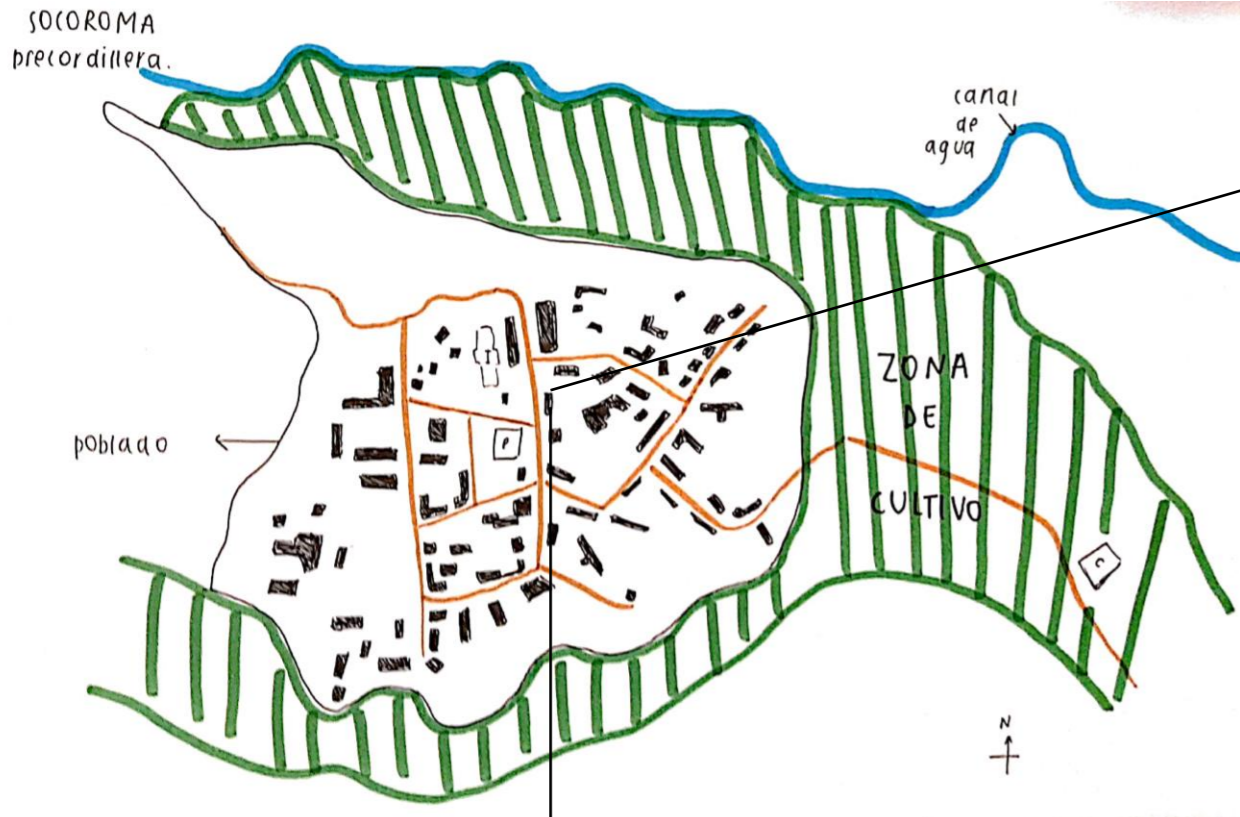 SOCOROMA
precordillera.
canal
de
agua
I
ZONA
DE
poblado
P
CULTIVO
C
N